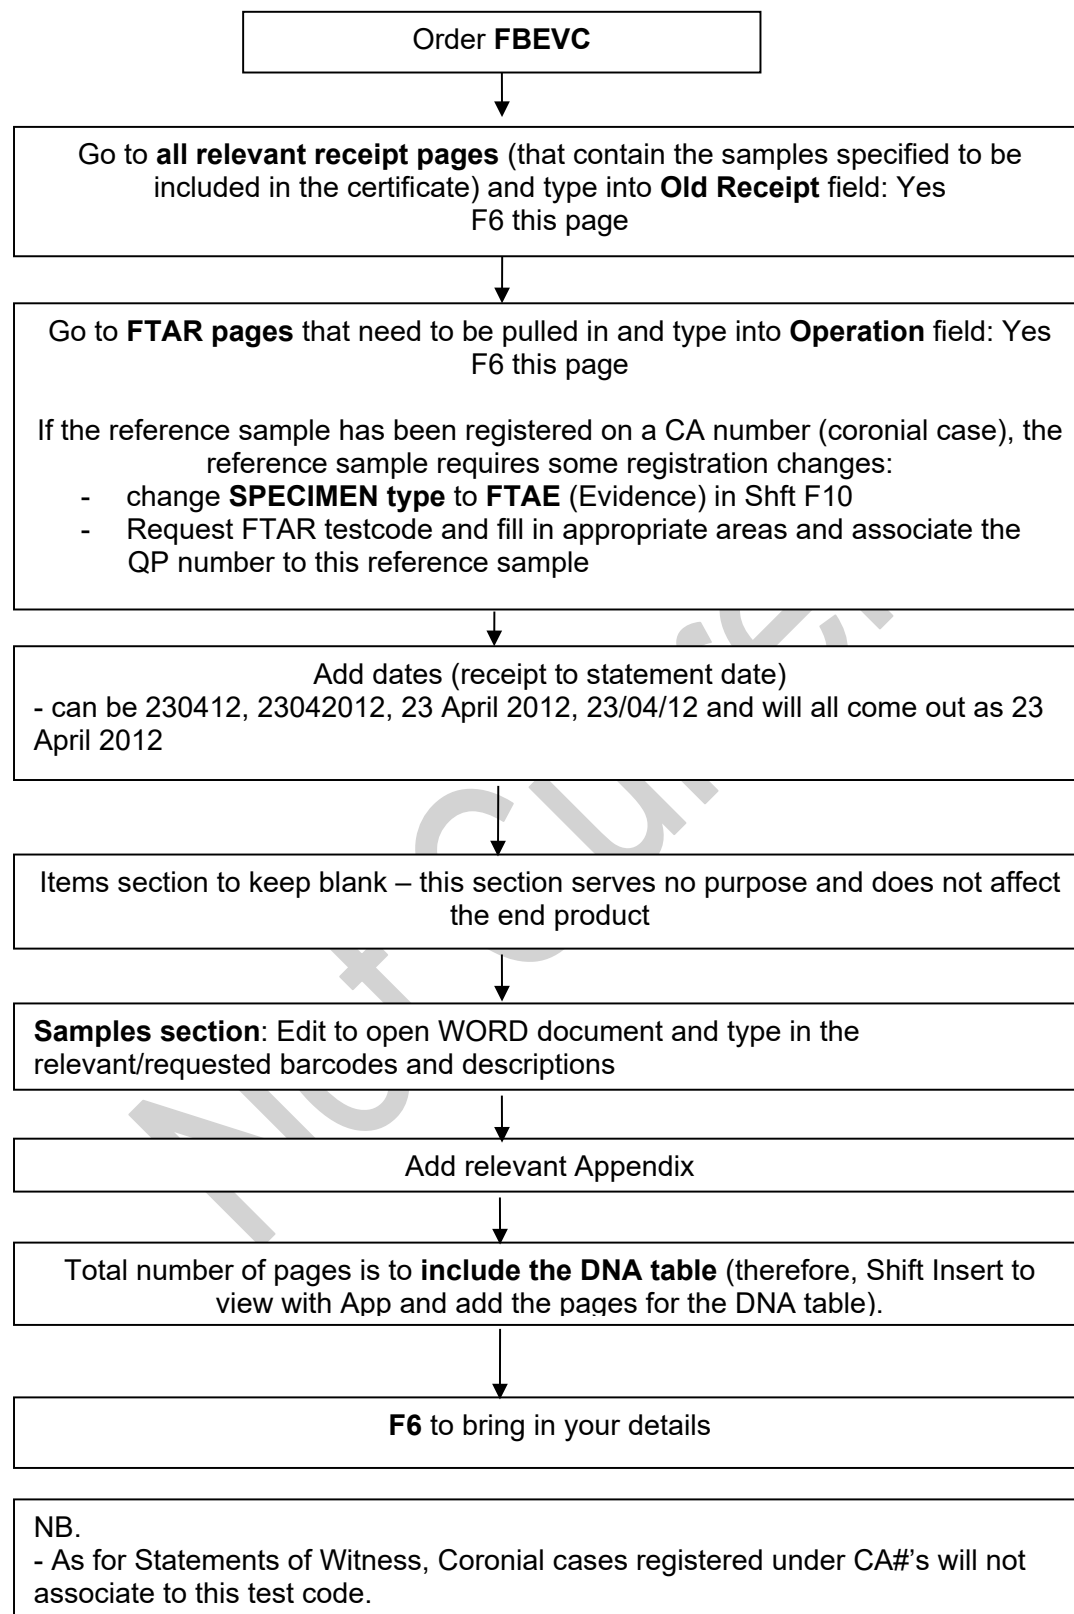 Order FBEVC
Go to all relevant receipt pages (that contain the samples specified to be
included in the certificate) and type into Old Receipt field: Yes
F6 this page
Go to FTAR pages that need to be pulled in and type into Operation field: Yes
F6 this page
If the reference sample has been registered on a CA number (coronial case), the
reference sample requires some registration changes:
- change SPECIMEN type to FTAE (Evidence) in Shft F10
- Request FTAR testcode and fill in appropriate areas and associate the
QP number to this reference sample
Add dates (receipt to statement date)
- can be 230412, 23042012, 23 April 2012, 23/04/12 and will all come out as 23
April 2012
Items section to keep blank – this section serves no purpose and does not affect
the end product
Samples section: Edit to open WORD document and type in the
relevant/requested barcodes and descriptions
Add relevant Appendix
Total number of pages is to include the DNA table (therefore, Shift Insert to
view with App and add the pages for the DNA table).
F6 to bring in your details
NB.
- As for Statements of Witness, Coronial cases registered under CA#'s will not
associate to this test code.